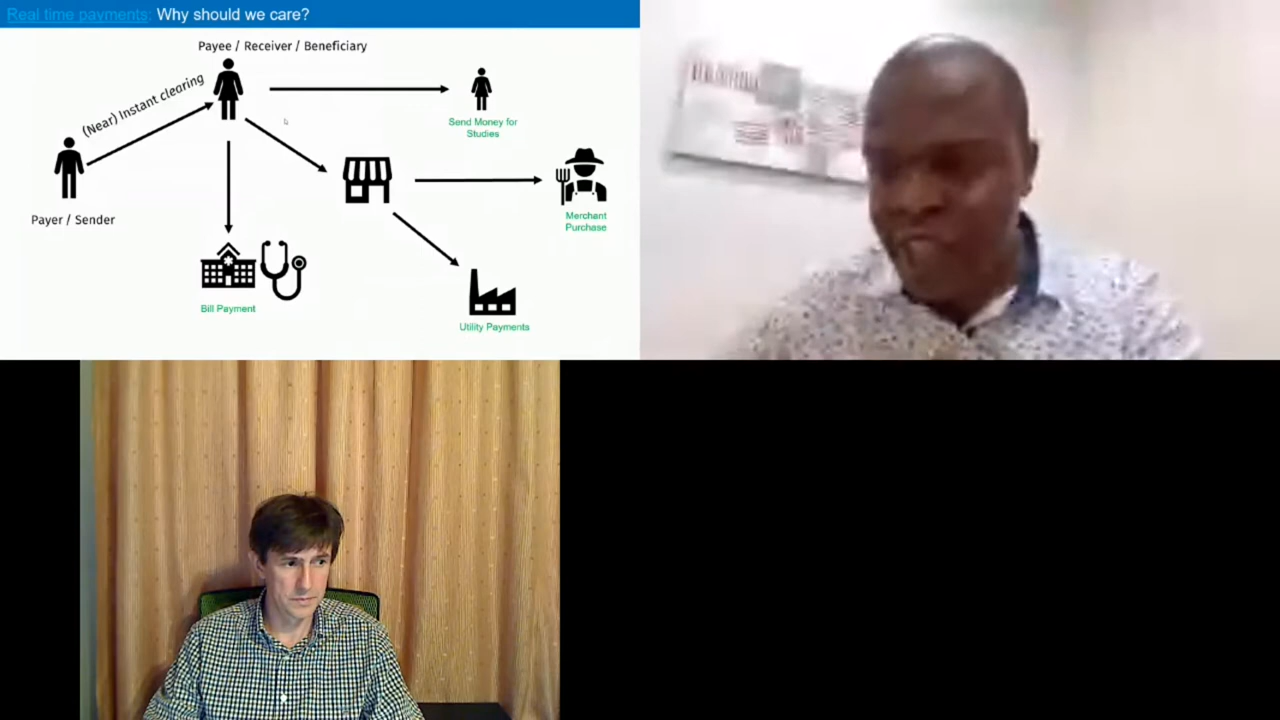 Real time payments: Why should we care?
Payee / Receiver / Beneficiary
(Near) Instant clearing
Payer / Sender
Send Money for
Studies
Merchant
Purchase
Bill Payment
Utility Payments